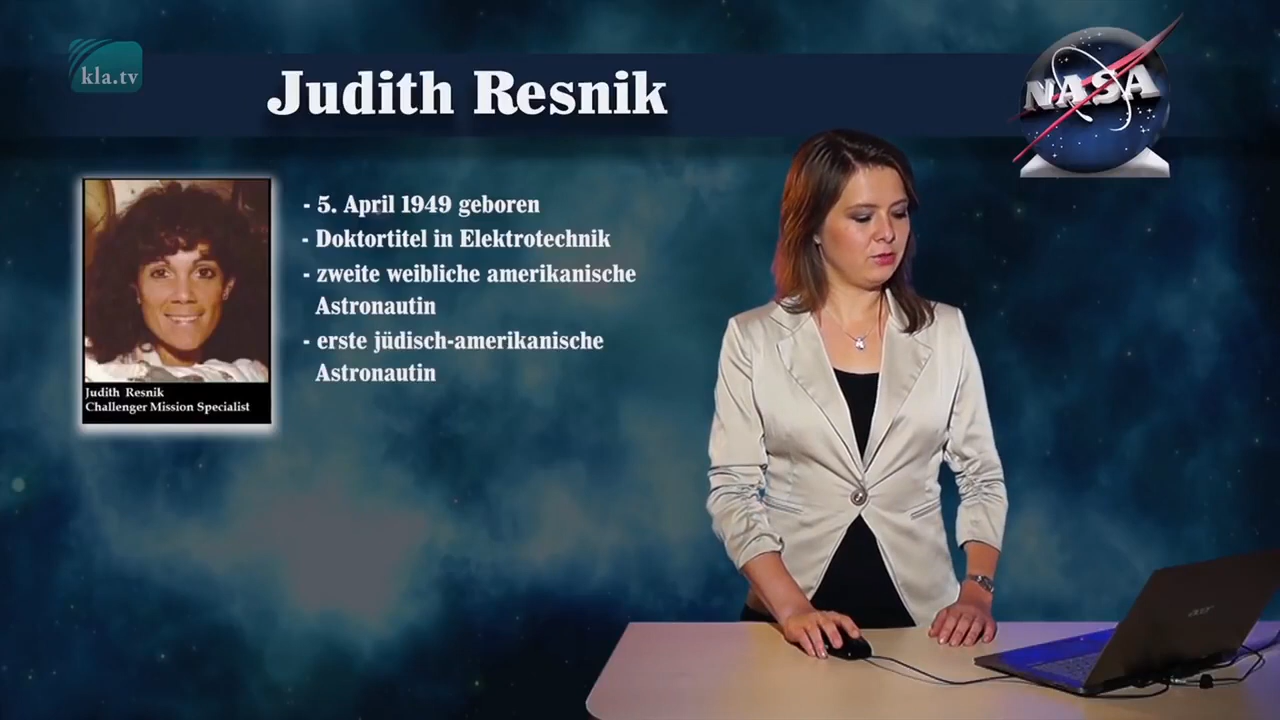 kla.tv
Judith Resnik
NASA
- 5. April 1949 geboren
- Doktortitel in Elektrotechnik
- zweite weibliche amerikanische
Astronautin
- erste jüdisch-amerikanische
Astronautin
Judith Resnik
Challenger Mission Specialist
acer